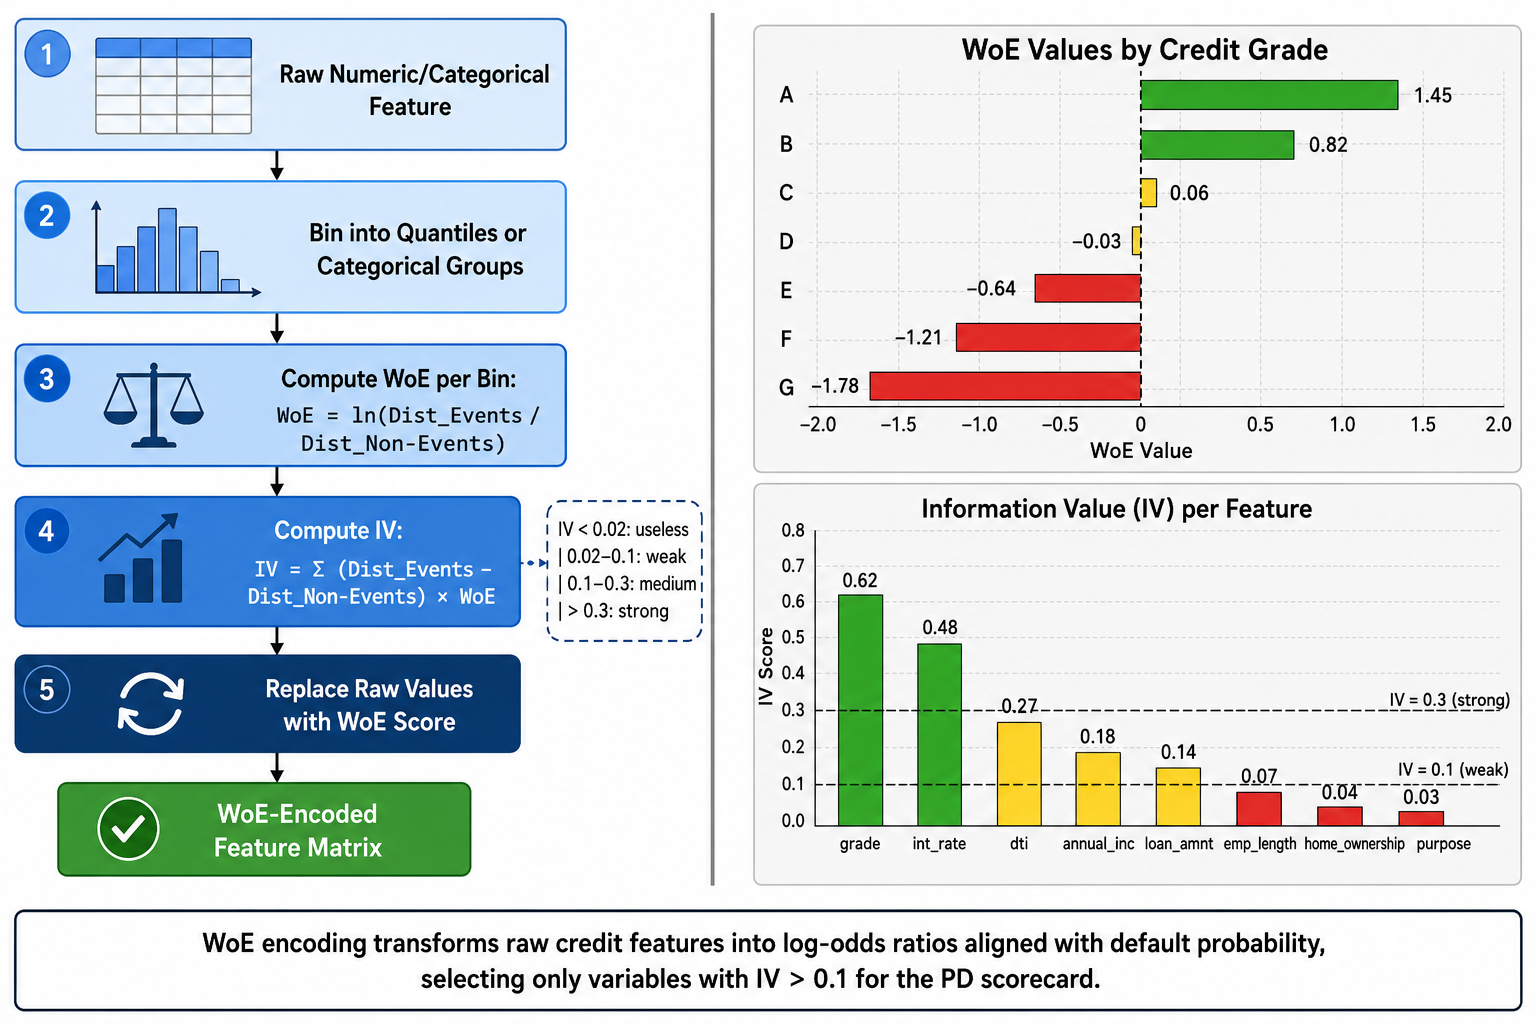 1
Raw Numeric/Categorical
Feature
2
Bin into Quantiles or
Categorical Groups
3
Compute WoE per Bin:
WoE = ln(Dist_Events /
Dist_Non-Events)
4
Compute IV:
IV = Σ (Dist_Events –
Dist_Non-Events) × WoE
IV < 0.02: useless
| 0.02–0.1: weak
| 0.1–0.3: medium
| > 0.3: strong
5
Replace Raw Values
with WoE Score
WoE-Encoded
Feature Matrix
WoE Values by Credit Grade
A 1.45
B 0.82
C 0.06
D −0.03
E −0.64
F −1.21
G −1.78
−2.0 −1.5 −1.0 −0.5 0 0.5 1.0 1.5 2.0
WoE Value
Information Value (IV) per Feature
IV Score
0.8
0.7
0.6
0.5
0.4
0.3
0.2
0.1
0.0
0.62
0.48
0.27
0.18
0.14
0.07
0.04
0.03
IV = 0.3 (strong)
IV = 0.1 (weak)
grade int_rate dti annual_inc loan_amnt emp_length home_ownership purpose
WoE encoding transforms raw credit features into log-odds ratios aligned with default probability,
selecting only variables with IV > 0.1 for the PD scorecard.